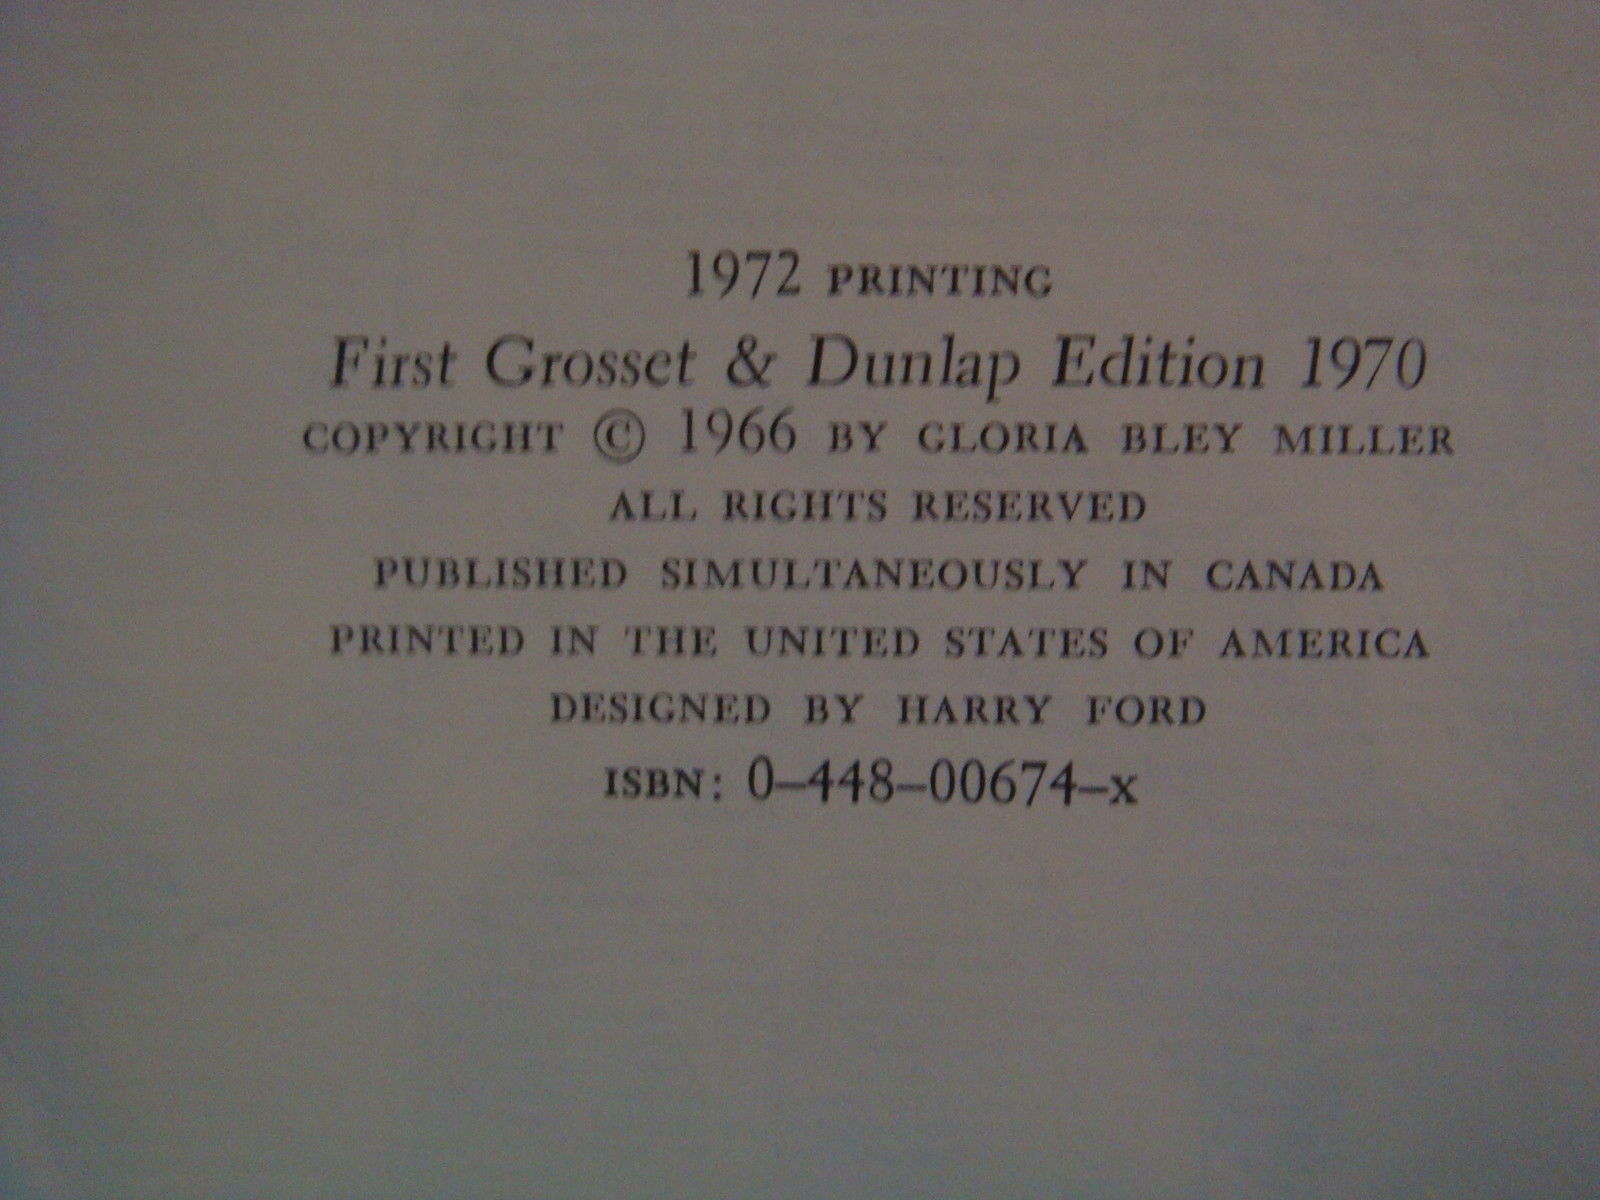 1972 PRINTING
First Grosset & Dunlap Edition 1970
COPYRIGHT © 1966 BY GLORIA BLEY MILLER
ALL RIGHTS RESERVED
PUBLISHED SIMULTANEOUSLY IN CANADA
PRINTED IN THE UNITED STATES OF AMERICA
DESIGNED BY HARRY FORD
ISBN: 0–448–00674–x